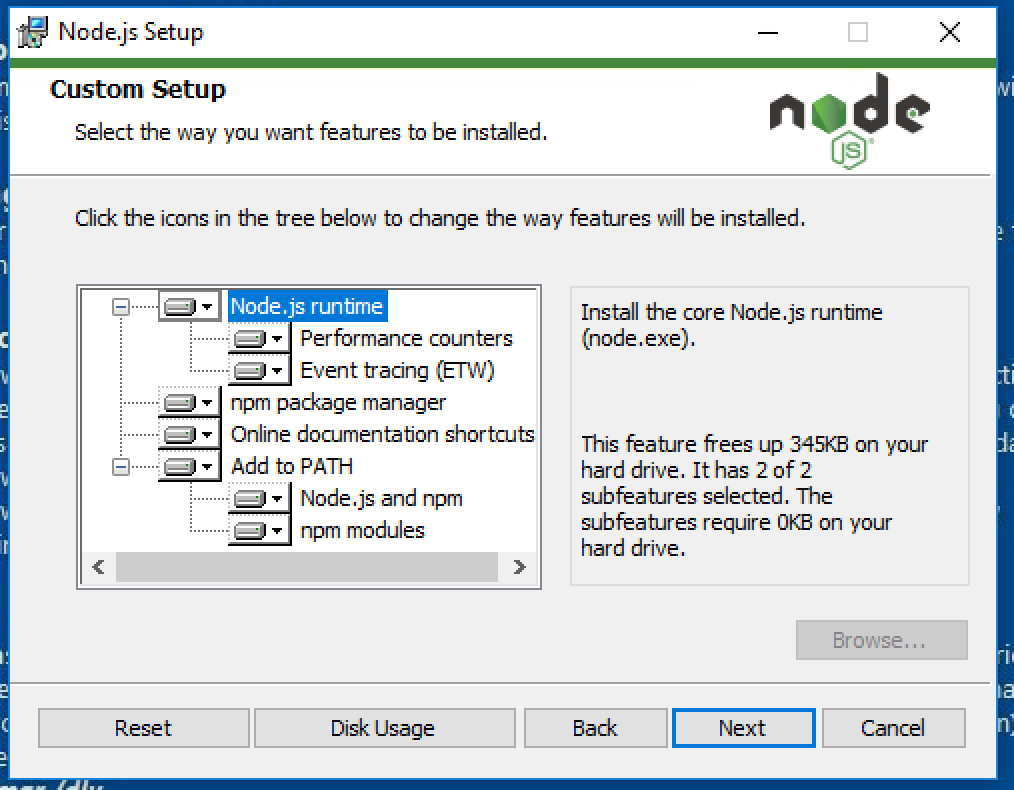 Node.js Setup
Custom Setup
Select the way you want features to be installed.
node
JS
Click the icons in the tree below to change the way features will be installed.
Node.js runtime
Performance counters
Event tracing (ETW)
npm package manager
Online documentation shortcuts
Add to PATH
Node.js and npm
npm modules
Install the core Node.js runtime
(node.exe).
This feature frees up 345KB on your
hard drive. It has 2 of 2
subfeatures selected. The
subfeatures require 0KB on your
hard drive.
Browse...
Reset
Disk Usage
Back
Next
Cancel